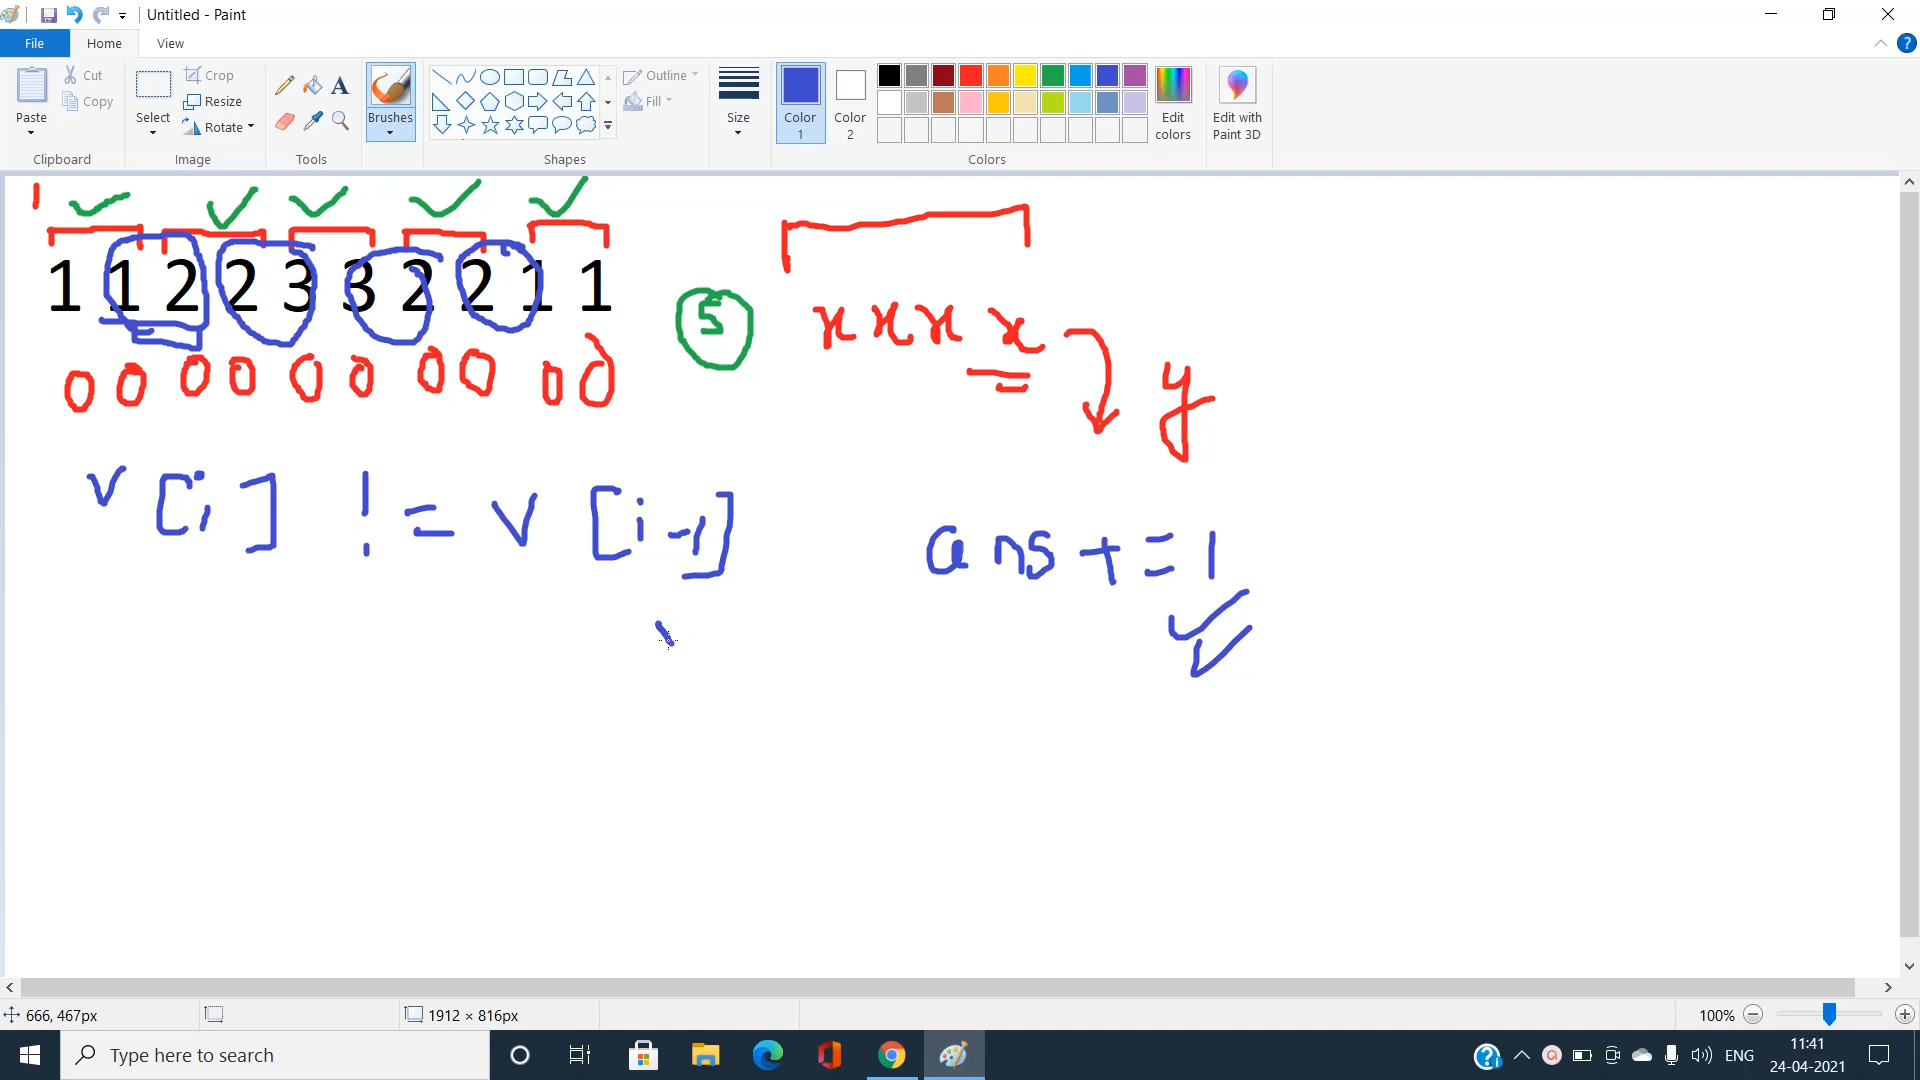 Untitled - Paint
File Home View
Paste Cut Copy Clipboard
Select Crop Resize Rotate Image
Tools
Brushes
Outline Fill Shapes
Size
Color 1 Color 2 Edit colors Edit with Paint 3D Colors
1
1 1 2 2 3 3 2 2 1 1
5
x x x x
0 0 0 0 0 0 0 0 0 0
y
v [i] != v [i-1]
ans += 1
666, 467px 1912 × 816px 100%
Type here to search ENG 11:41
24-04-2021